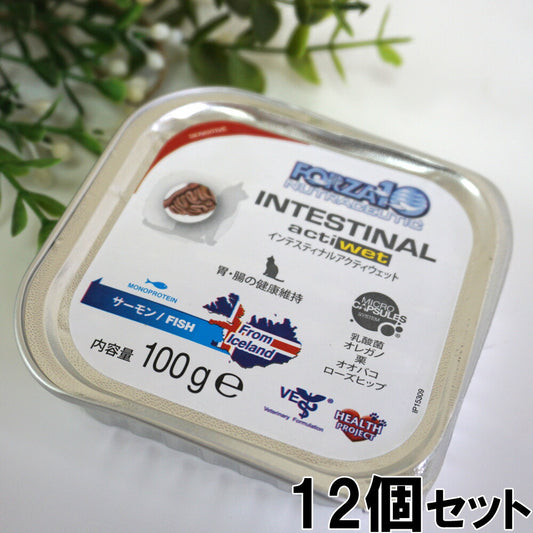 SENSITIVE
FORZA10
NUTRACEUTIC
INTESTINAL
actiwet
インテスティナルアクティウェット
胃・腸の健康維持
MONOPROTEIN
サーモン / FISH
From
Iceland
内容量 100g e
MICRO
CAPSULES
SYSTEM
乳酸菌
オレガノ
栗
オオバコ
ローズヒップ
VET
Veterinary Formulation
HEALTH
PROJECT
IP15309
12個セット